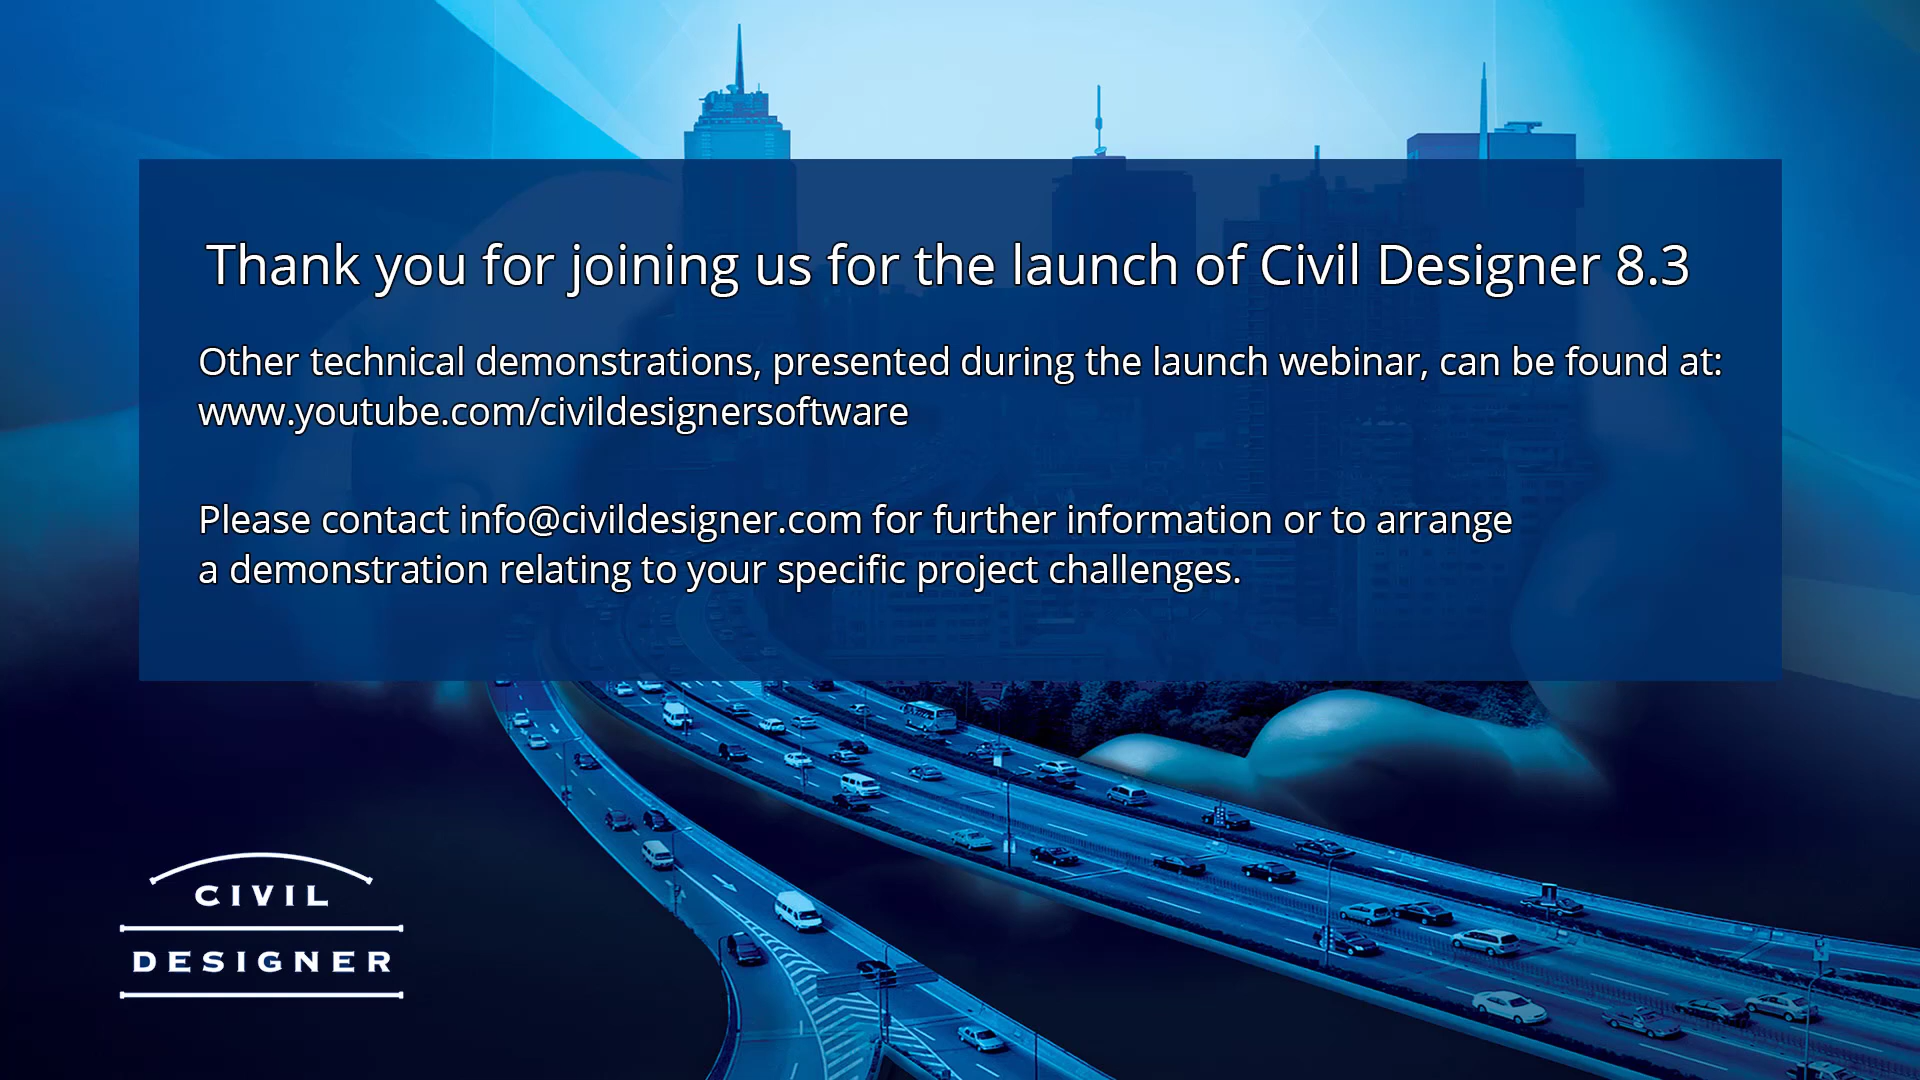 Thank you for joining us for the launch of Civil Designer 8.3
Other technical demonstrations, presented during the launch webinar, can be found at:
www.youtube.com/civildesignersoftware
Please contact info@civildesigner.com for further information or to arrange
a demonstration relating to your specific project challenges.
CIVIL
DESIGNER